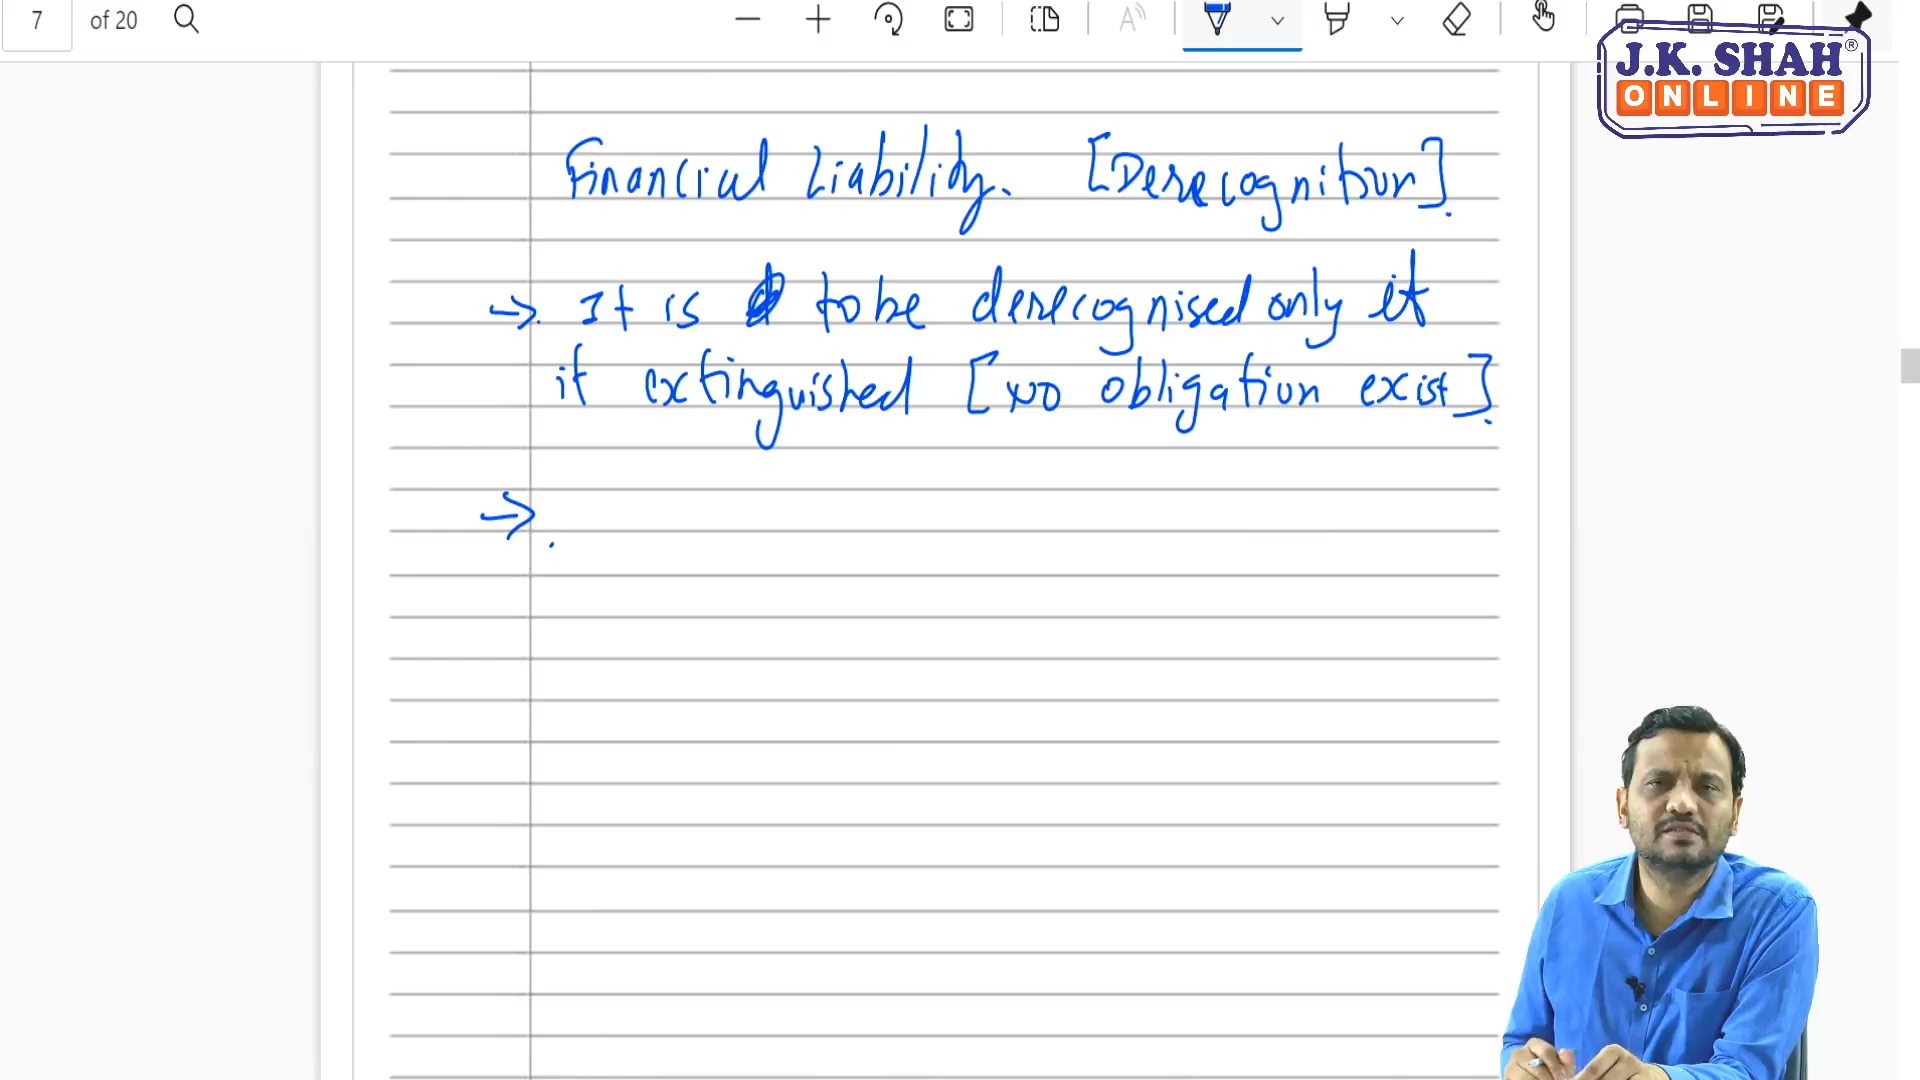 7 of 20
J.K. SHAH®
ONLINE
Financial Liability. [Derecognition].
→. It is to be derecognised only if
it extinguished [NO obligation exist].
→.